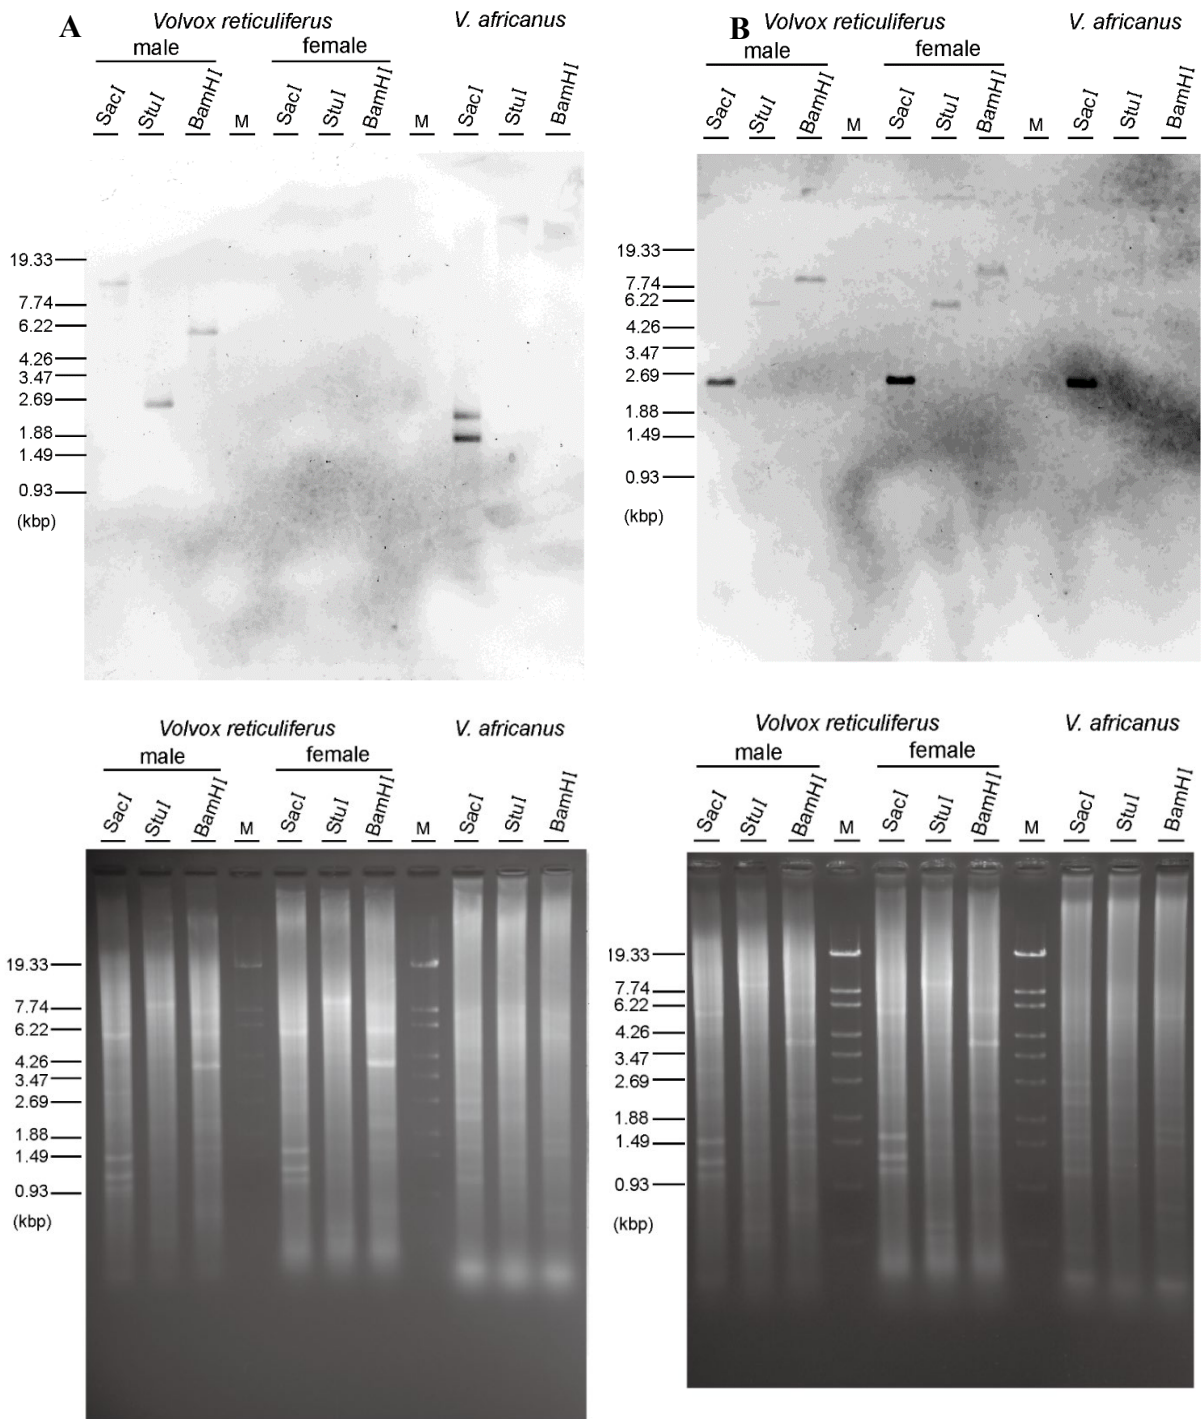 A
Volvox reticuliferus
V. africanus
male
female
SacI
StuI
BamHI
M
SacI
StuI
BamHI
M
SacI
StuI
BamHI
19.33
7.74
6.22
4.26
3.47
2.69
1.88
1.49
0.93
(kbp)
B
Volvox reticuliferus
V. africanus
male
female
SacI
StuI
BamHI
M
SacI
StuI
BamHI
M
SacI
StuI
BamHI
19.33
7.74
6.22
4.26
3.47
2.69
1.88
1.49
0.93
(kbp)
Volvox reticuliferus
V. africanus
male
female
SacI
StuI
BamHI
M
SacI
StuI
BamHI
M
SacI
StuI
BamHI
19.33
7.74
6.22
4.26
3.47
2.69
1.88
1.49
0.93
(kbp)
Volvox reticuliferus
V. africanus
male
female
SacI
StuI
BamHI
M
SacI
StuI
BamHI
M
SacI
StuI
BamHI
19.33
7.74
6.22
4.26
3.47
2.69
1.88
1.49
0.93
(kbp)